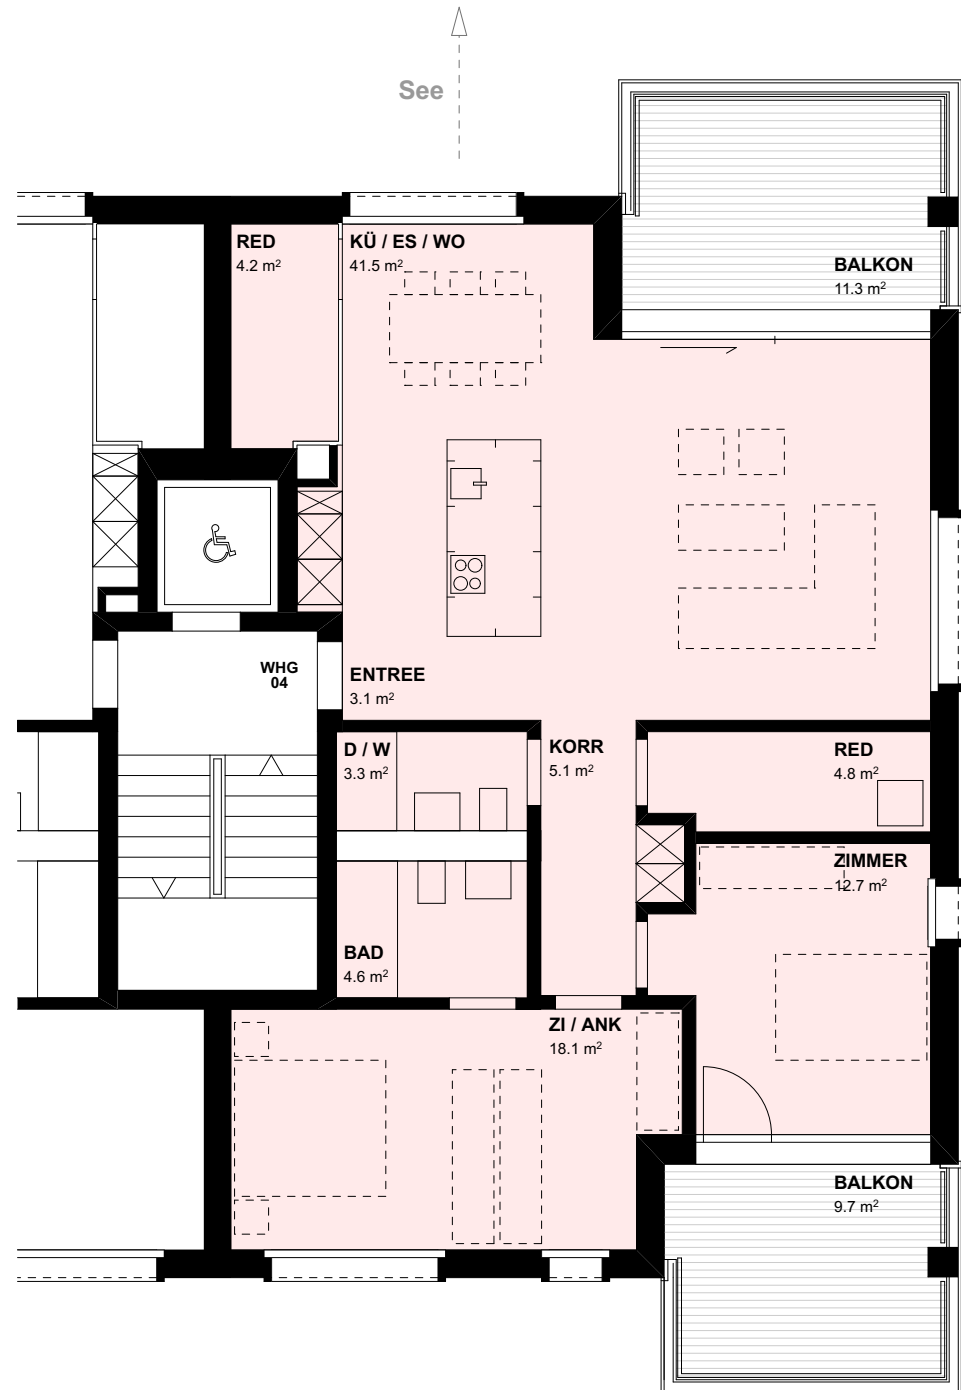 See
RED
4.2 m²
KÜ / ES / WO
41.5 m²
BALKON
11.3 m²
WHG
04
ENTREE
3.1 m²
D / W
3.3 m²
KORR
5.1 m²
RED
4.8 m²
ZIMMER
12.7 m²
BAD
4.6 m²
ZI / ANK
18.1 m²
BALKON
9.7 m²